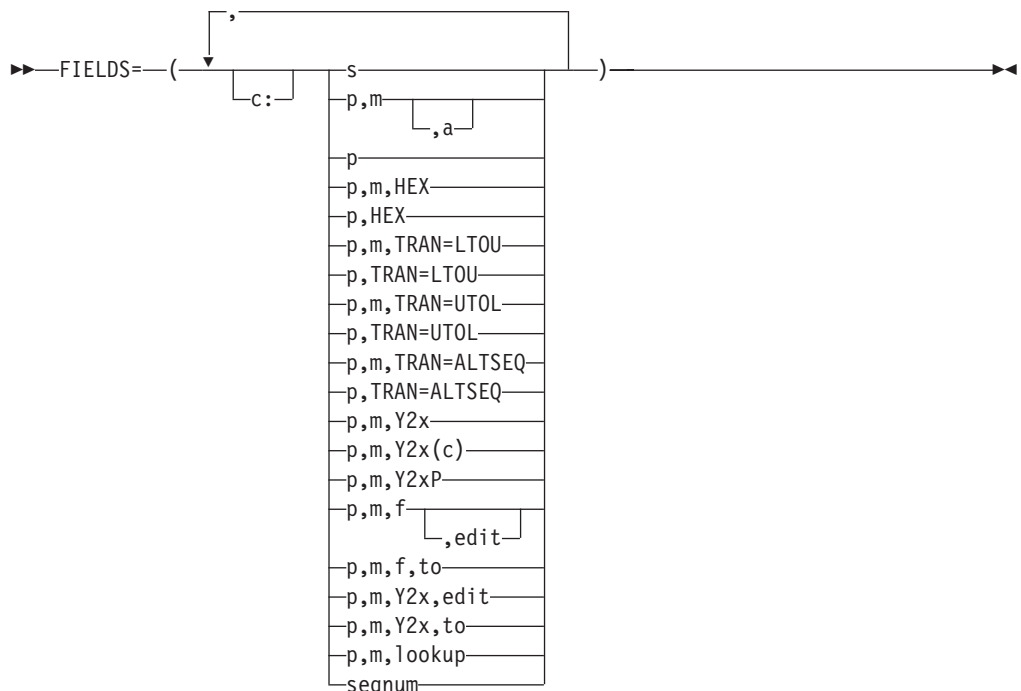 ,
FIELDS= ( s )
c:
p,m
,a
p
p,m,HEX
p,HEX
p,m,TRAN=LTOU
p,TRAN=LTOU
p,m,TRAN=UTOL
p,TRAN=UTOL
p,m,TRAN=ALTSEQ
p,TRAN=ALTSEQ
p,m,Y2x
p,m,Y2x(c)
p,m,Y2xP
p,m,f
,edit
p,m,f,to
p,m,Y2x,edit
p,m,Y2x,to
p,m,lookup
seqnum